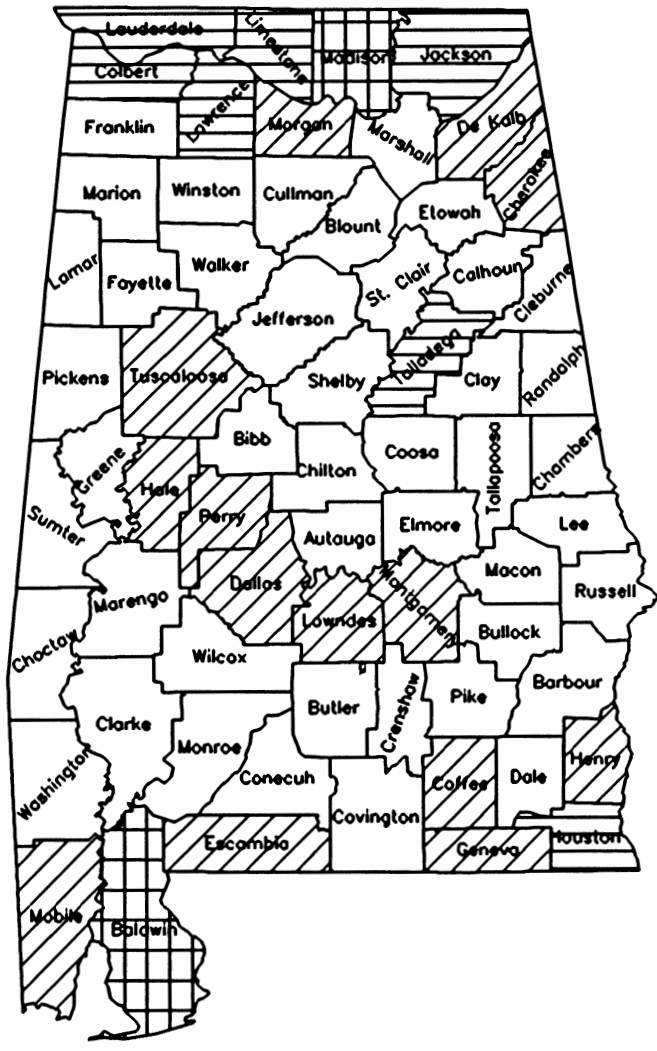 Lauderdale
Limestone
Madison
Jackson
Colbert
Lawrence
Franklin
Morgan
Marshall
De Kalb
Cherokee
Marion
Winston
Cullman
Blount
Etowah
Lamar
Fayette
Walker
Jefferson
St. Clair
Calhoun
Cleburne
Pickens
Tuscaloosa
Shelby
Talladega
Clay
Randolph
Greene
Hale
Bibb
Chilton
Coosa
Tallapoosa
Chambers
Sumter
Perry
Autauga
Elmore
Lee
Marengo
Dallas
Lowndes
Montgomery
Macon
Russell
Choctaw
Wilcox
Bullock
Clarke
Butler
Crenshaw
Pike
Barbour
Washington
Monroe
Conecuh
Covington
Coffee
Dale
Henry
Escambia
Geneva
Houston
Mobile
Baldwin